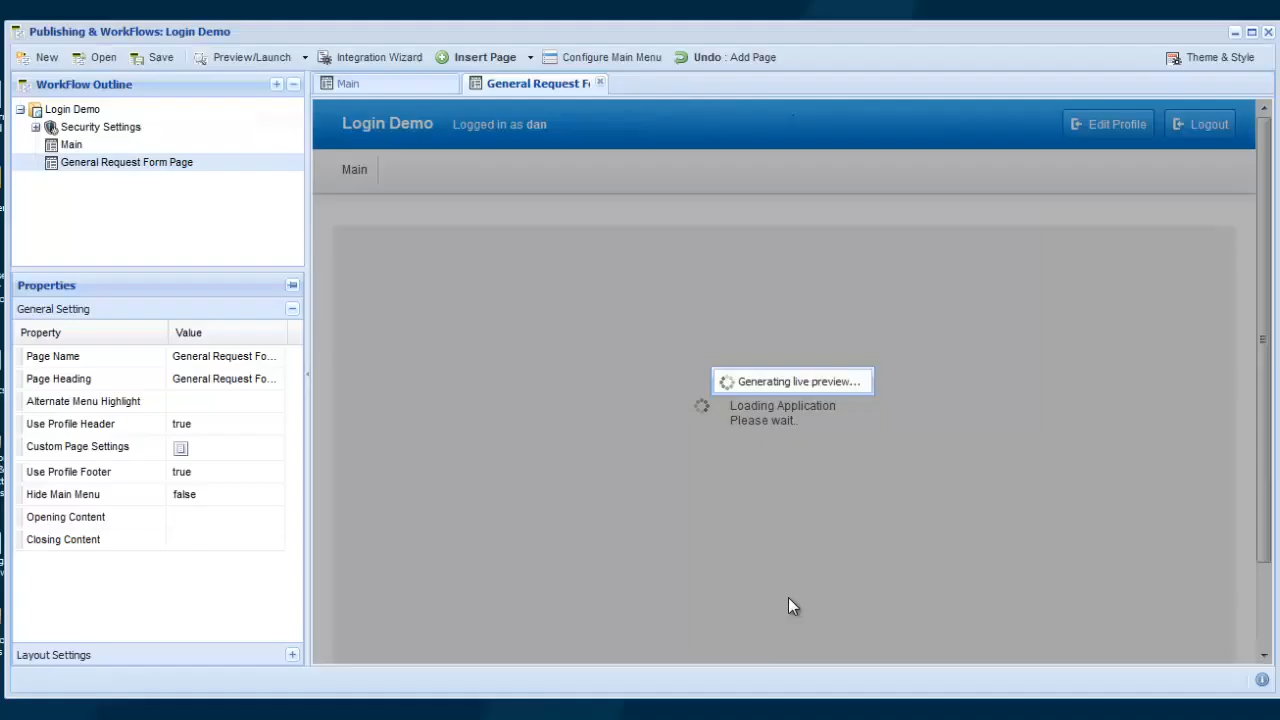 Publishing & WorkFlows: Login Demo
New Open Save Preview/Launch Integration Wizard Insert Page Configure Main Menu Undo : Add Page Theme & Style
WorkFlow Outline
Login Demo
Security Settings
Main
General Request Form Page
Properties
General Setting
Property Value
Page Name General Request Fo...
Page Heading General Request Fo...
Alternate Menu Highlight
Use Profile Header true
Custom Page Settings
Use Profile Footer true
Hide Main Menu false
Opening Content
Closing Content
Layout Settings
Main General Request F
Login Demo Logged in as dan Edit Profile Logout
Main
Generating live preview...
Loading Application
Please wait..